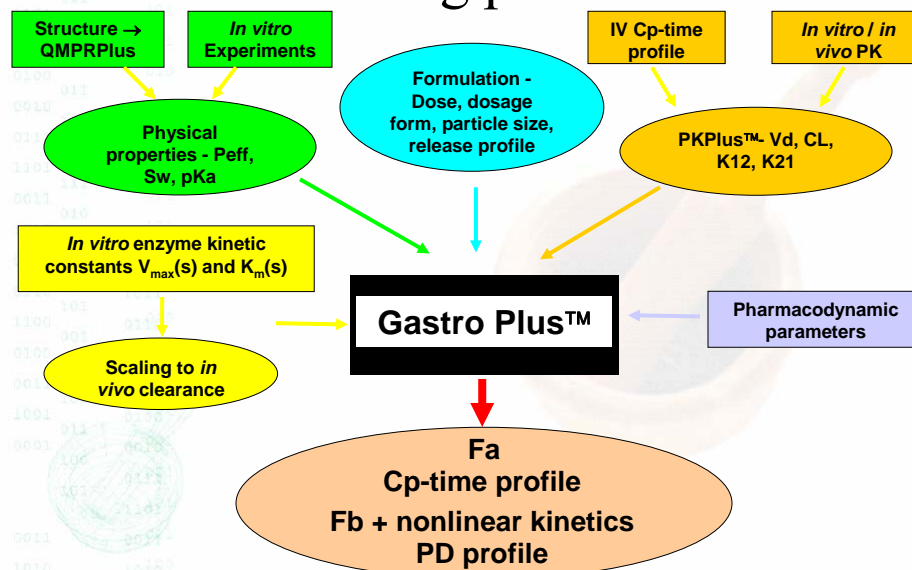 Structure →
QMPRPlus
In vitro
Experiments
IV Cp-time
profile
In vitro / in
vivo PK
Formulation -
Dose, dosage
form, particle size,
release profile
Physical
properties - Peff,
Sw, pKa
PKPlus™- Vd, CL,
K12, K21
In vitro enzyme kinetic
constants Vmax(s) and Km(s)
Gastro Plus™
Pharmacodynamic
parameters
Scaling to in
vivo clearance
Fa
Cp-time profile
Fb + nonlinear kinetics
PD profile